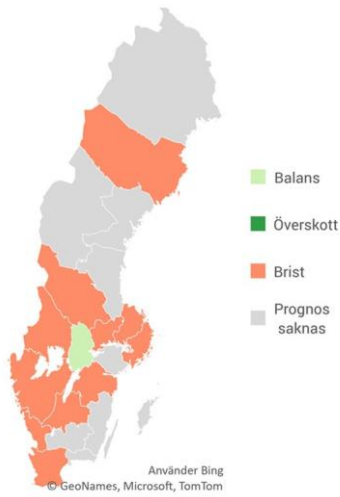 Balans
Överskott
Brist
Prognos
saknas
Använder Bing
© GeoNames, Microsoft, TomTom